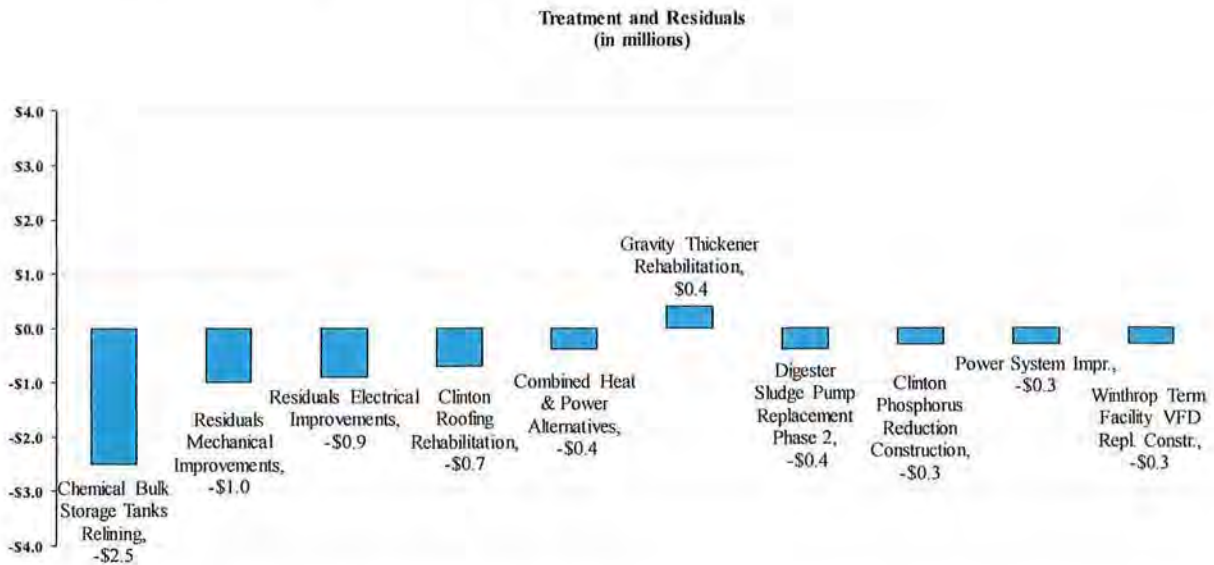 Treatment and Residuals
(in millions)
$4.0
$3.0
$2.0
$1.0
$0.0
-$1.0
-$2.0
-$3.0
-$4.0
Chemical Bulk
Storage Tanks
Relining,
-$2.5
Residuals
Mechanical
Improvements,
-$1.0
Residuals Electrical
Improvements,
-$0.9
Clinton
Roofing
Rehabilitation,
-$0.7
Combined Heat
& Power
Alternatives,
-$0.4
Gravity Thickener
Rehabilitation,
$0.4
Digester
Sludge Pump
Replacement
Phase 2,
-$0.4
Clinton
Phosphorus
Reduction
Construction,
-$0.3
Power System Impr.,
-$0.3
Winthrop Term
Facility VFD
Repl. Constr.,
-$0.3